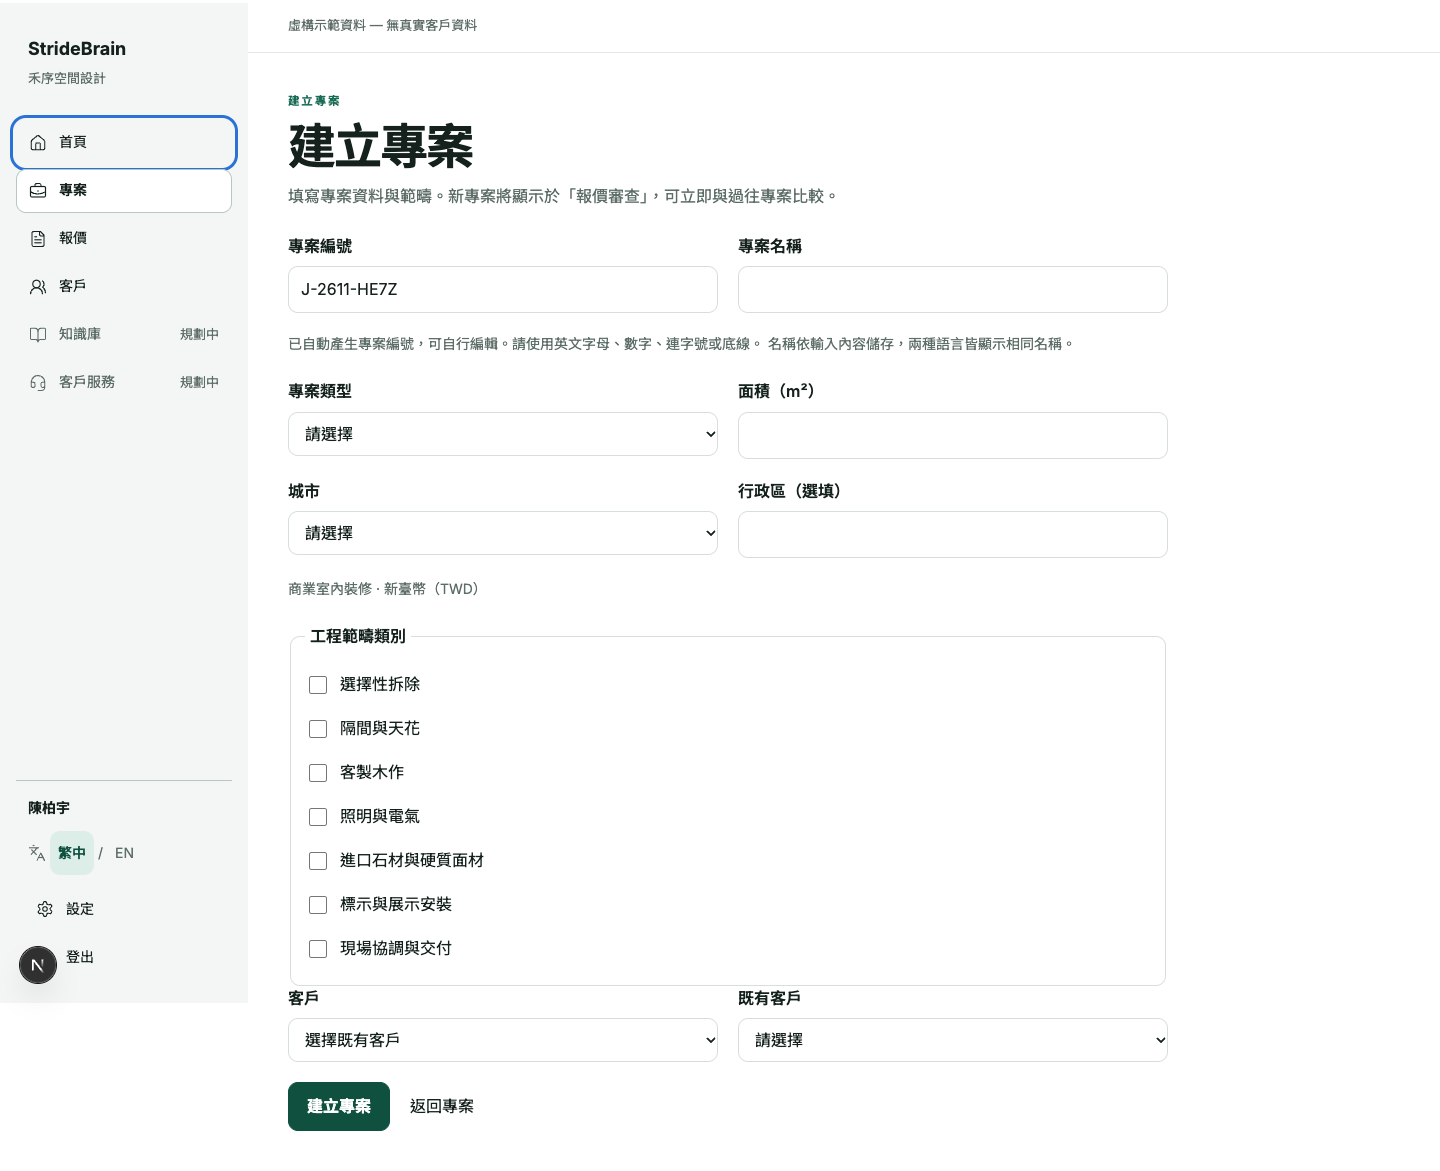 StrideBrain
禾序空間設計
首頁
專案
報價
客戶
知識庫 規劃中
客戶服務 規劃中
陳柏宇
繁中 / EN
設定
登出
N
虛構示範資料 — 無真實客戶資料
建立專案
建立專案
填寫專案資料與範疇。新專案將顯示於「報價審查」，可立即與過往專案比較。
專案編號 專案名稱
J-2611-HE7Z
已自動產生專案編號，可自行編輯。請使用英文字母、數字、連字號或底線。 名稱依輸入內容儲存，兩種語言皆顯示相同名稱。
專案類型 面積（m²）
請選擇
城市 行政區（選填）
請選擇
商業室內裝修 · 新臺幣（TWD）
工程範疇類別
選擇性拆除
隔間與天花
客製木作
照明與電氣
進口石材與硬質面材
標示與展示安裝
現場協調與交付
客戶 既有客戶
選擇既有客戶 請選擇
建立專案 返回專案